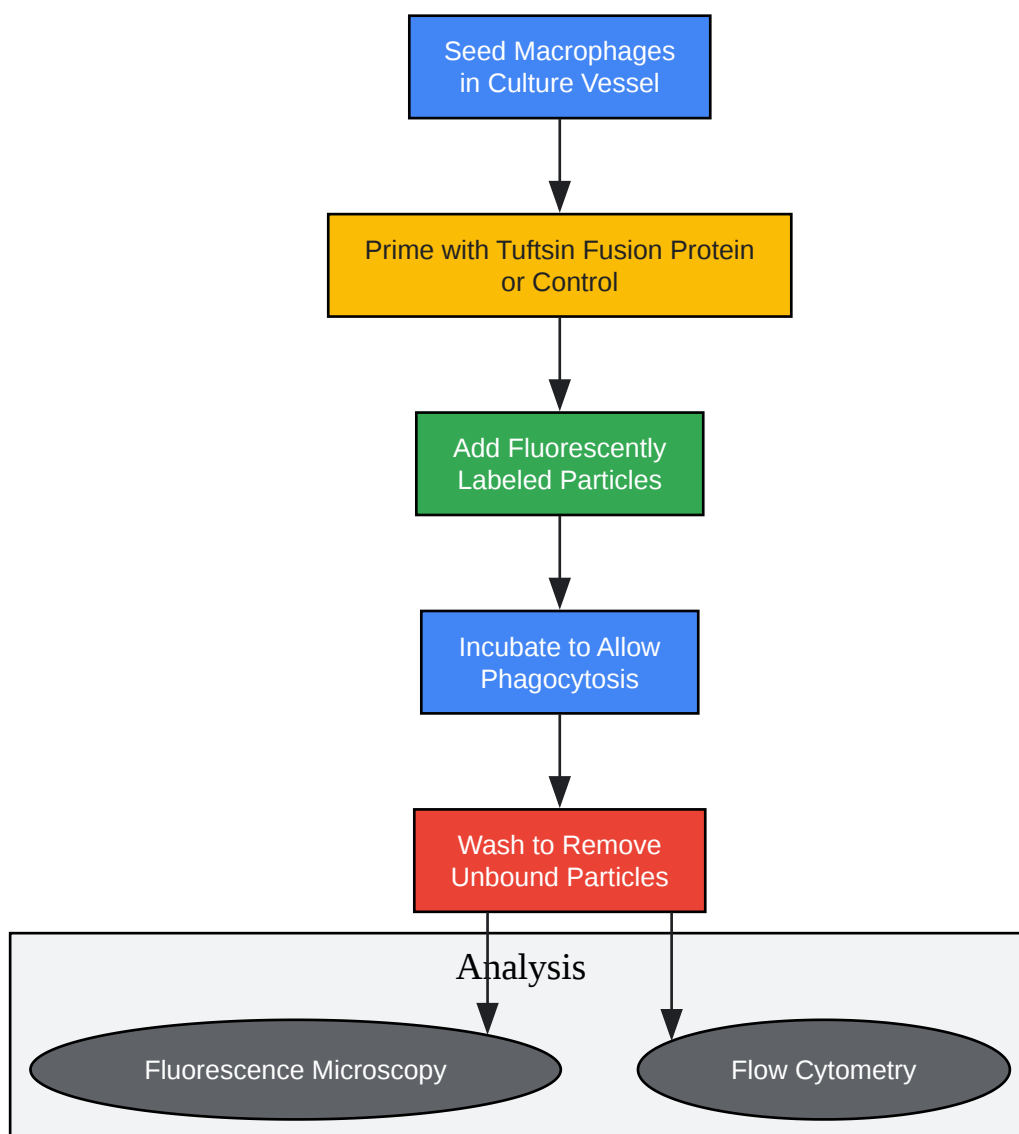 Seed Macrophages
in Culture Vessel
Prime with Tuftsin Fusion Protein
or Control
Add Fluorescently
Labeled Particles
Incubate to Allow
Phagocytosis
Wash to Remove
Unbound Particles
Analysis
Fluorescence Microscopy
Flow Cytometry